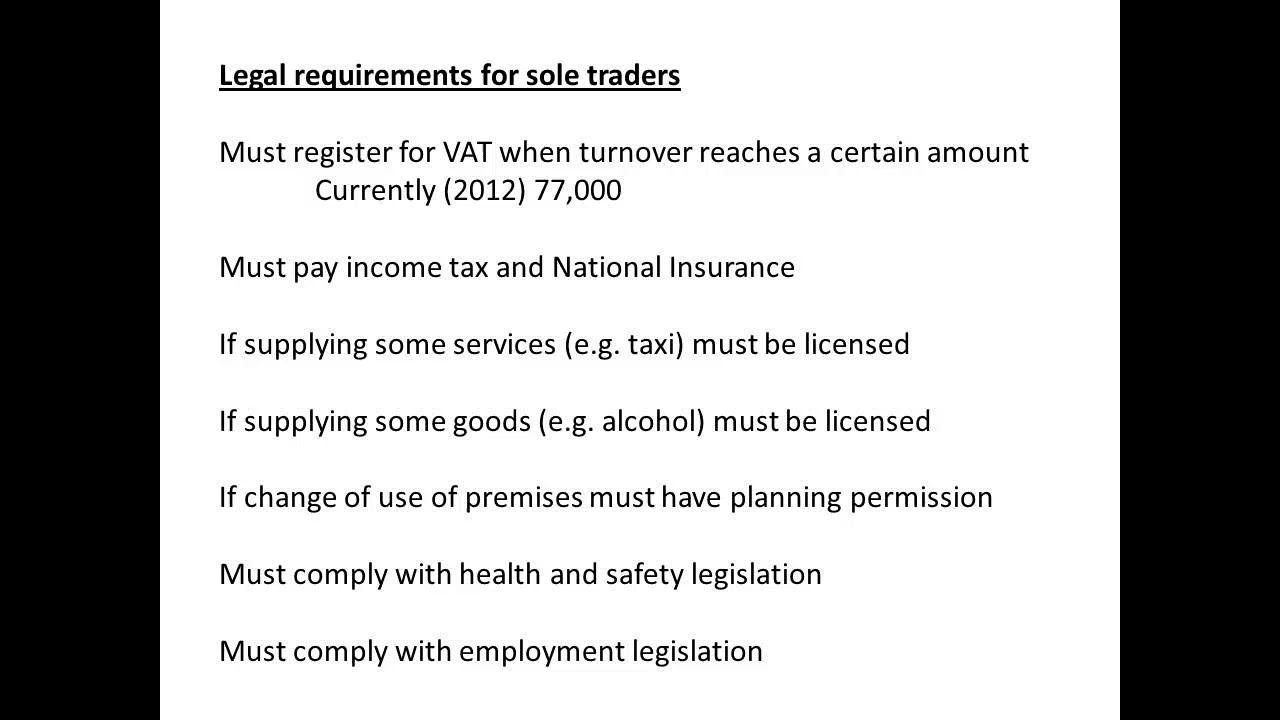 Legal requirements for sole traders
Must register for VAT when turnover reaches a certain amount
Currently (2012) 77,000
Must pay income tax and National Insurance
If supplying some services (e.g. taxi) must be licensed
If supplying some goods (e.g. alcohol) must be licensed
If change of use of premises must have planning permission
Must comply with health and safety legislation
Must comply with employment legislation